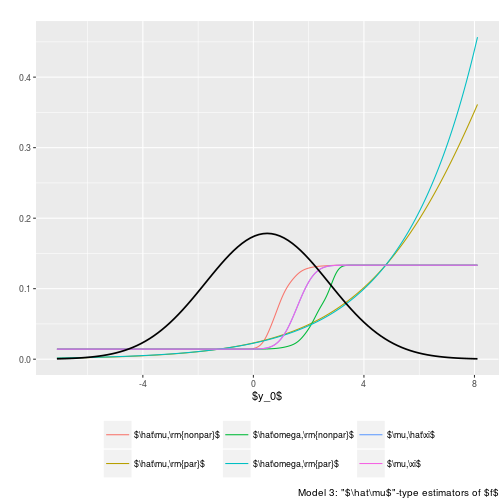 0.4
0.3
0.2
0.1
0.0
-4 0 4 8
$y_0$
$\hat\mu,\rm{nonpar}$ $\hat\omega,\rm{nonpar}$ $\mu,\hat\xi$
$\hat\mu,\rm{par}$ $\hat\omega,\rm{par}$ $\mu,\xi$
Model 3: "$\hat\mu$"-type estimators of $f$